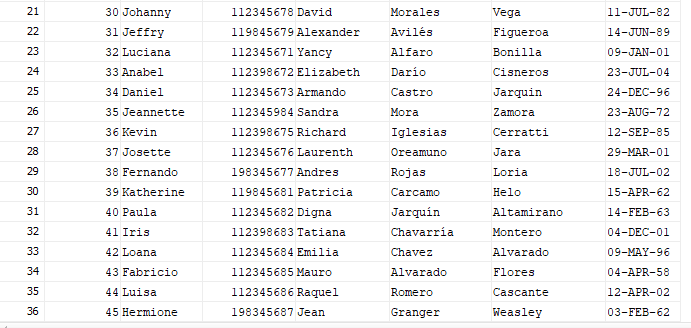 21 30 Johanny 112345678 David Morales Vega 11-JUL-82
22 31 Jeffry 119845679 Alexander Avilés Figueroa 14-JUN-89
23 32 Luciana 112345671 Yancy Alfaro Bonilla 09-JAN-01
24 33 Anabel 112398672 Elizabeth Darío Cisneros 23-JUL-04
25 34 Daniel 112345673 Armando Castro Jarquin 24-DEC-96
26 35 Jeannette 112345984 Sandra Mora Zamora 23-AUG-72
27 36 Kevin 112398675 Richard Iglesias Cerratti 12-SEP-85
28 37 Josette 112345676 Laurenth Oreamuno Jara 29-MAR-01
29 38 Fernando 198345677 Andres Rojas Loria 18-JUL-02
30 39 Katherine 119845681 Patricia Carcamo Helo 15-APR-62
31 40 Paula 112345682 Digna Jarquín Altamirano 14-FEB-63
32 41 Iris 112398683 Tatiana Chavarría Montero 04-DEC-01
33 42 Loana 112345684 Emilia Chavez Alvarado 09-MAY-96
34 43 Fabricio 112345685 Mauro Alvarado Flores 04-APR-58
35 44 Luisa 112345686 Raquel Romero Cascante 12-APR-02
36 45 Hermione 198345687 Jean Granger Weasley 03-FEB-62